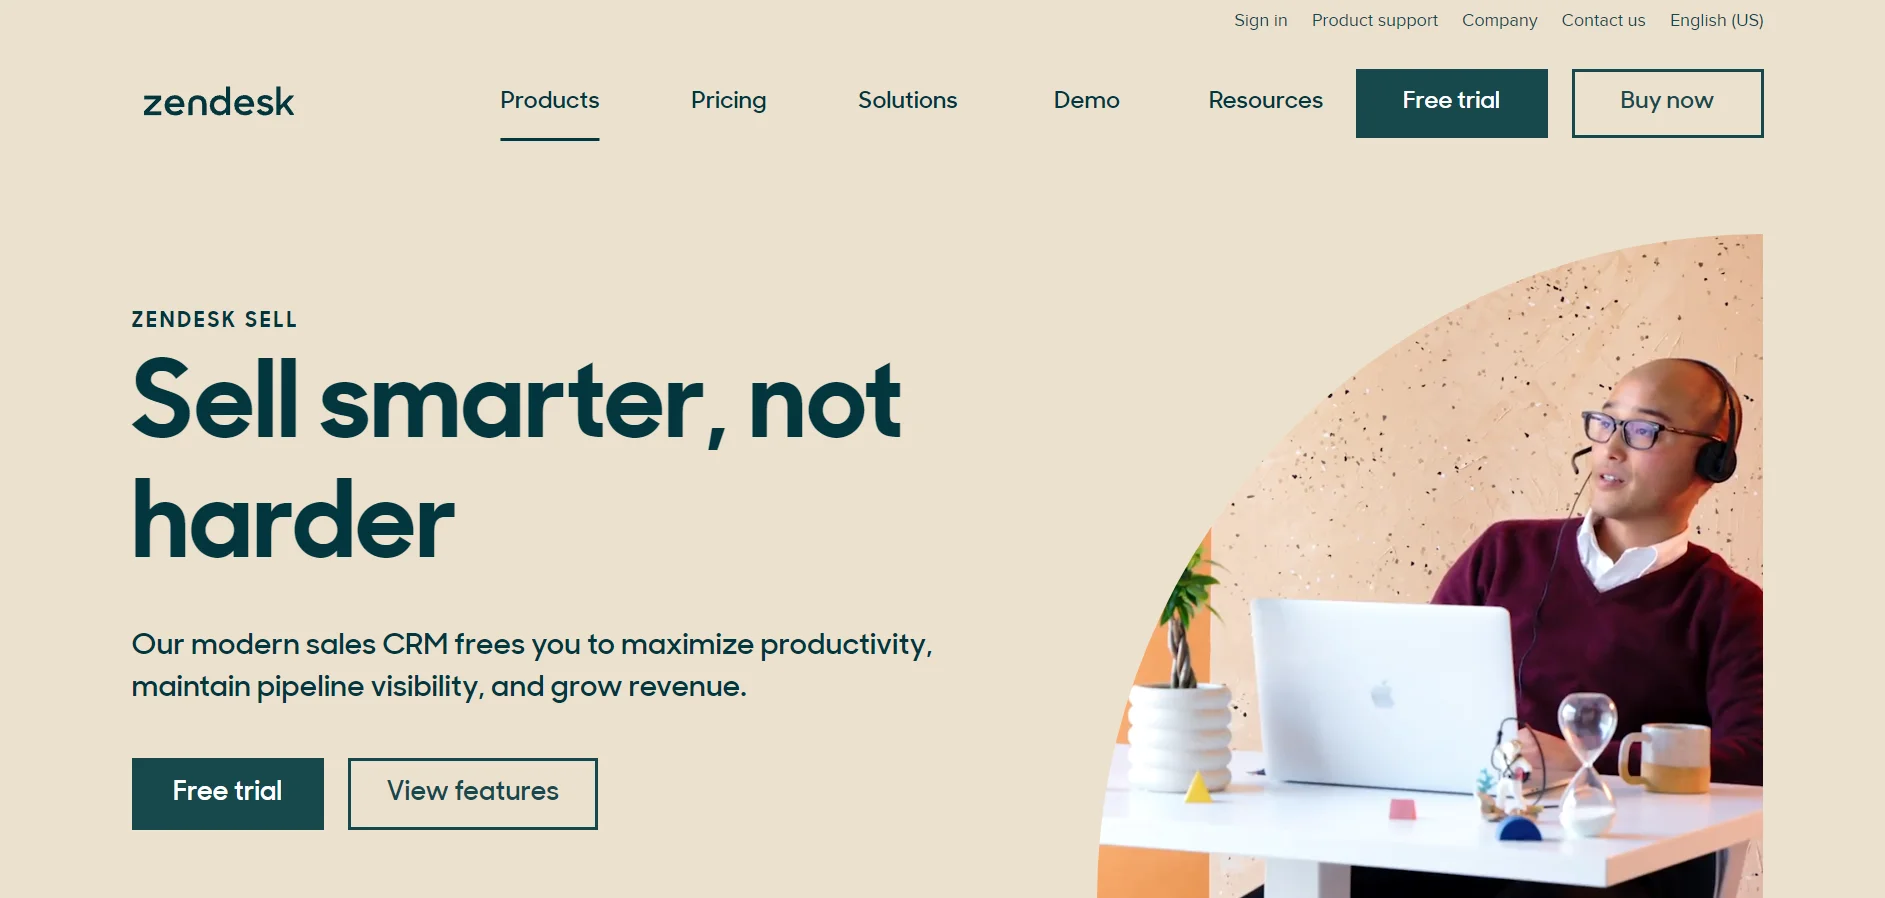 Sign in Product support Company Contact us English (US)
zendesk Products Pricing Solutions Demo Resources Free trial Buy now
ZENDESK SELL
Sell smarter, not
harder
Our modern sales CRM frees you to maximize productivity,
maintain pipeline visibility, and grow revenue.
Free trial View features